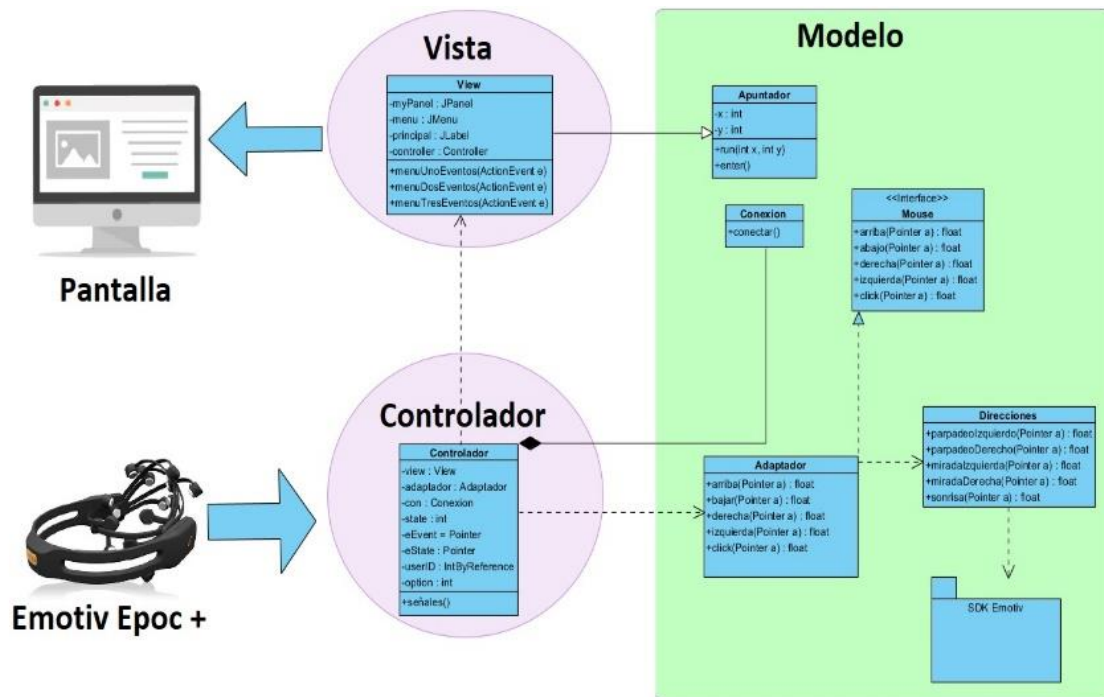 Vista
View
-myPanel : JPanel
-menu : JMenu
-principal : JLabel
-controller : Controller
+menuUnoEventos(ActionEvent e)
+menuDosEventos(ActionEvent e)
+menuTresEventos(ActionEvent e)
Pantalla
Modelo
Apuntador
-x : int
-y : int
+run(int x, int y)
+enter()
Conexion
+conectar()
<<Interface>>
Mouse
+arriba(Pointer a) : float
+abajo(Pointer a) : float
+derecha(Pointer a) : float
+izquierda(Pointer a) : float
+click(Pointer a) : float
Controlador
Controlador
-view : View
-adaptador : Adaptador
-con : Conexion
-state : int
-eEvent = Pointer
-eState : Pointer
-userID : IntByReference
-option : int
+señales()
Emotiv Epoc +
Adaptador
+arriba(Pointer a) : float
+bajar(Pointer a) : float
+derecha(Pointer a) : float
+izquierda(Pointer a) : float
+click(Pointer a) : float
Direcciones
+parpadeoIzquierdo(Pointer a) : float
+parpadeoDerecho(Pointer a) : float
+miradaIzquierda(Pointer a) : float
+miradaDerecha(Pointer a) : float
+sonrisa(Pointer a) : float
SDK Emotiv